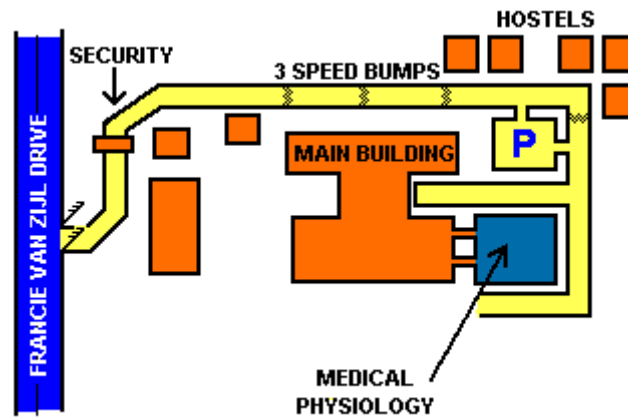 HOSTELS
SECURITY
3 SPEED BUMPS
P
MAIN BUILDING
FRANCIE VAN ZIJL DRIVE
MEDICAL
PHYSIOLOGY